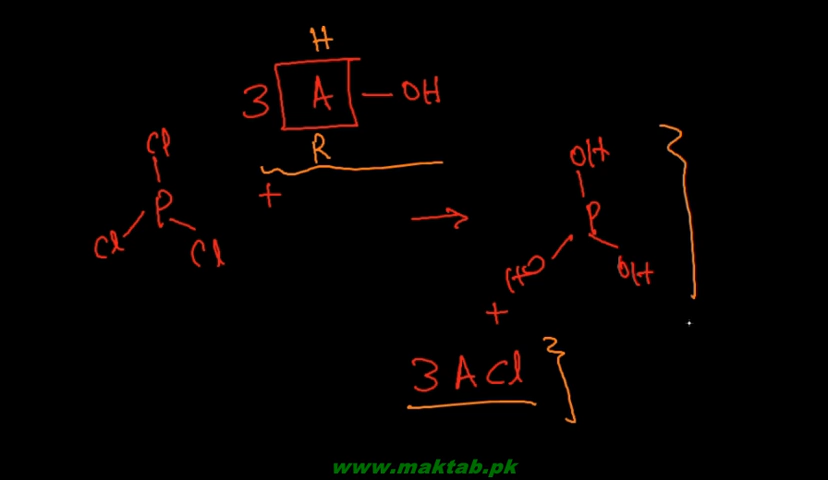 H
3 A — OH
R
Cl
P
Cl Cl
+
→
OH
P
HO OH
+
3 ACl
www.maktab.pk